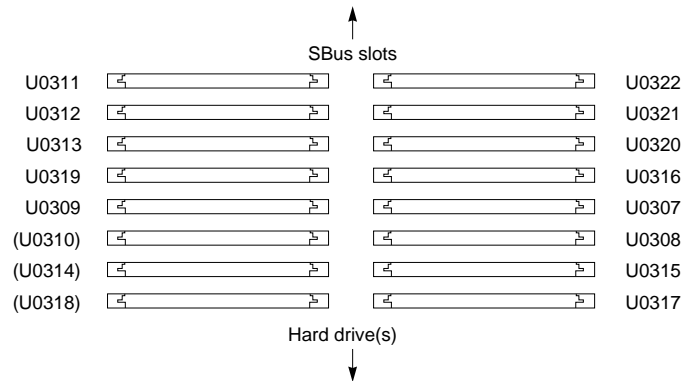 SBus slots
U0311 U0322
U0312 U0321
U0313 U0320
U0319 U0316
U0309 U0307
(U0310) U0308
(U0314) U0315
(U0318) U0317
Hard drive(s)